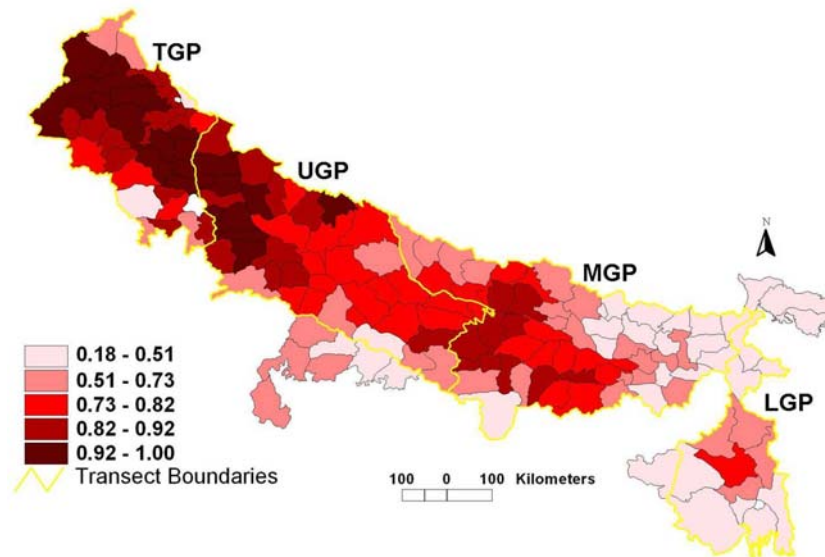 TGP
UGP
N
MGP
0.18 - 0.51
0.51 - 0.73
0.73 - 0.82
0.82 - 0.92
0.92 - 1.00
Transect Boundaries
LGP
100 0 100 Kilometers